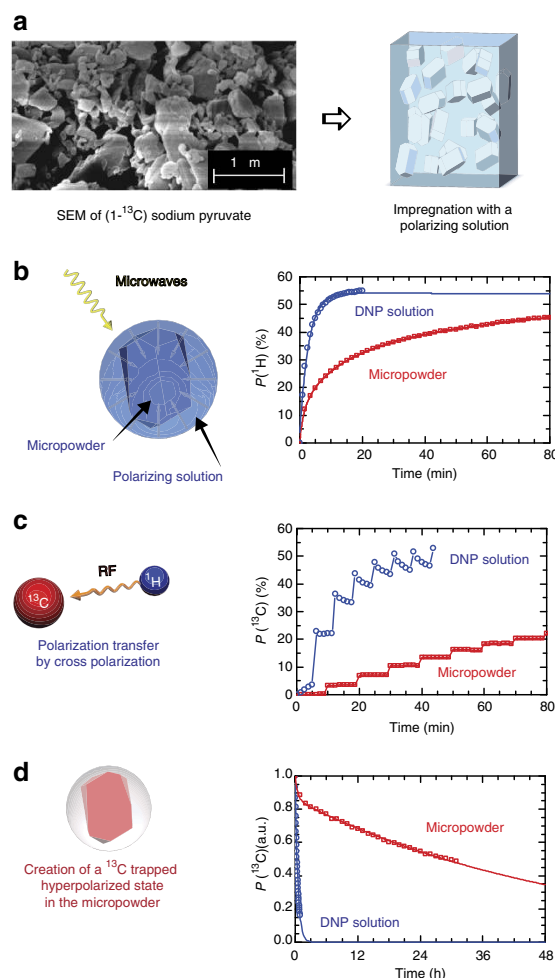 a
1 m
SEM of (1-¹³C) sodium pyruvate
Impregnation with a
polarizing solution
b
Microwaves
Micropowder
Polarizing solution
P(¹H) (%)
60
50
40
30
20
10
0
DNP solution
Micropowder
0 20 40 60 80
Time (min)
c
RF
¹³C
¹H
Polarization transfer
by cross polarization
P (¹³C) (%)
60
50
40
30
20
10
0
DNP solution
Micropowder
0 20 40 60 80
Time (min)
d
Creation of a ¹³C trapped
hyperpolarized state
in the micropowder
P (¹³C)(a.u.)
1.0
0.8
0.6
0.4
0.2
0.0
Micropowder
DNP solution
0 12 24 36 48
Time (h)